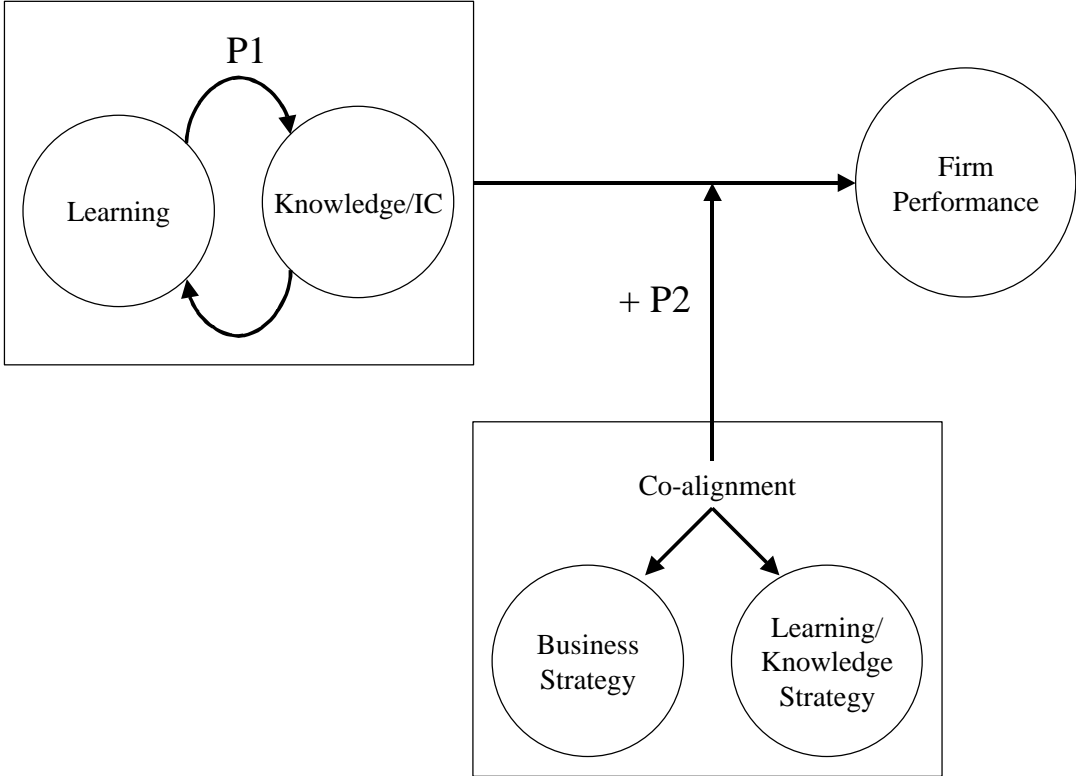 P1
Learning
Knowledge/IC
Firm
Performance
+ P2
Co-alignment
Business
Strategy
Learning/
Knowledge
Strategy